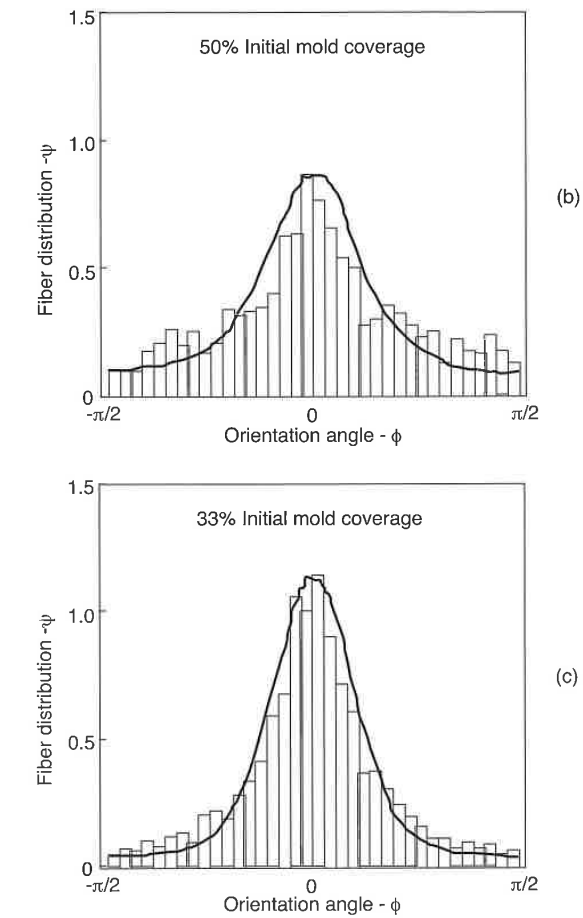 1.5
50% Initial mold coverage
1.0
Fiber distribution -ψ
(b)
0.5
0
-π/2
0
π/2
Orientation angle - ϕ
1.5
33% Initial mold coverage
1.0
Fiber distribution -ψ
(c)
0.5
0
-π/2
0
π/2
Orientation angle - ϕ